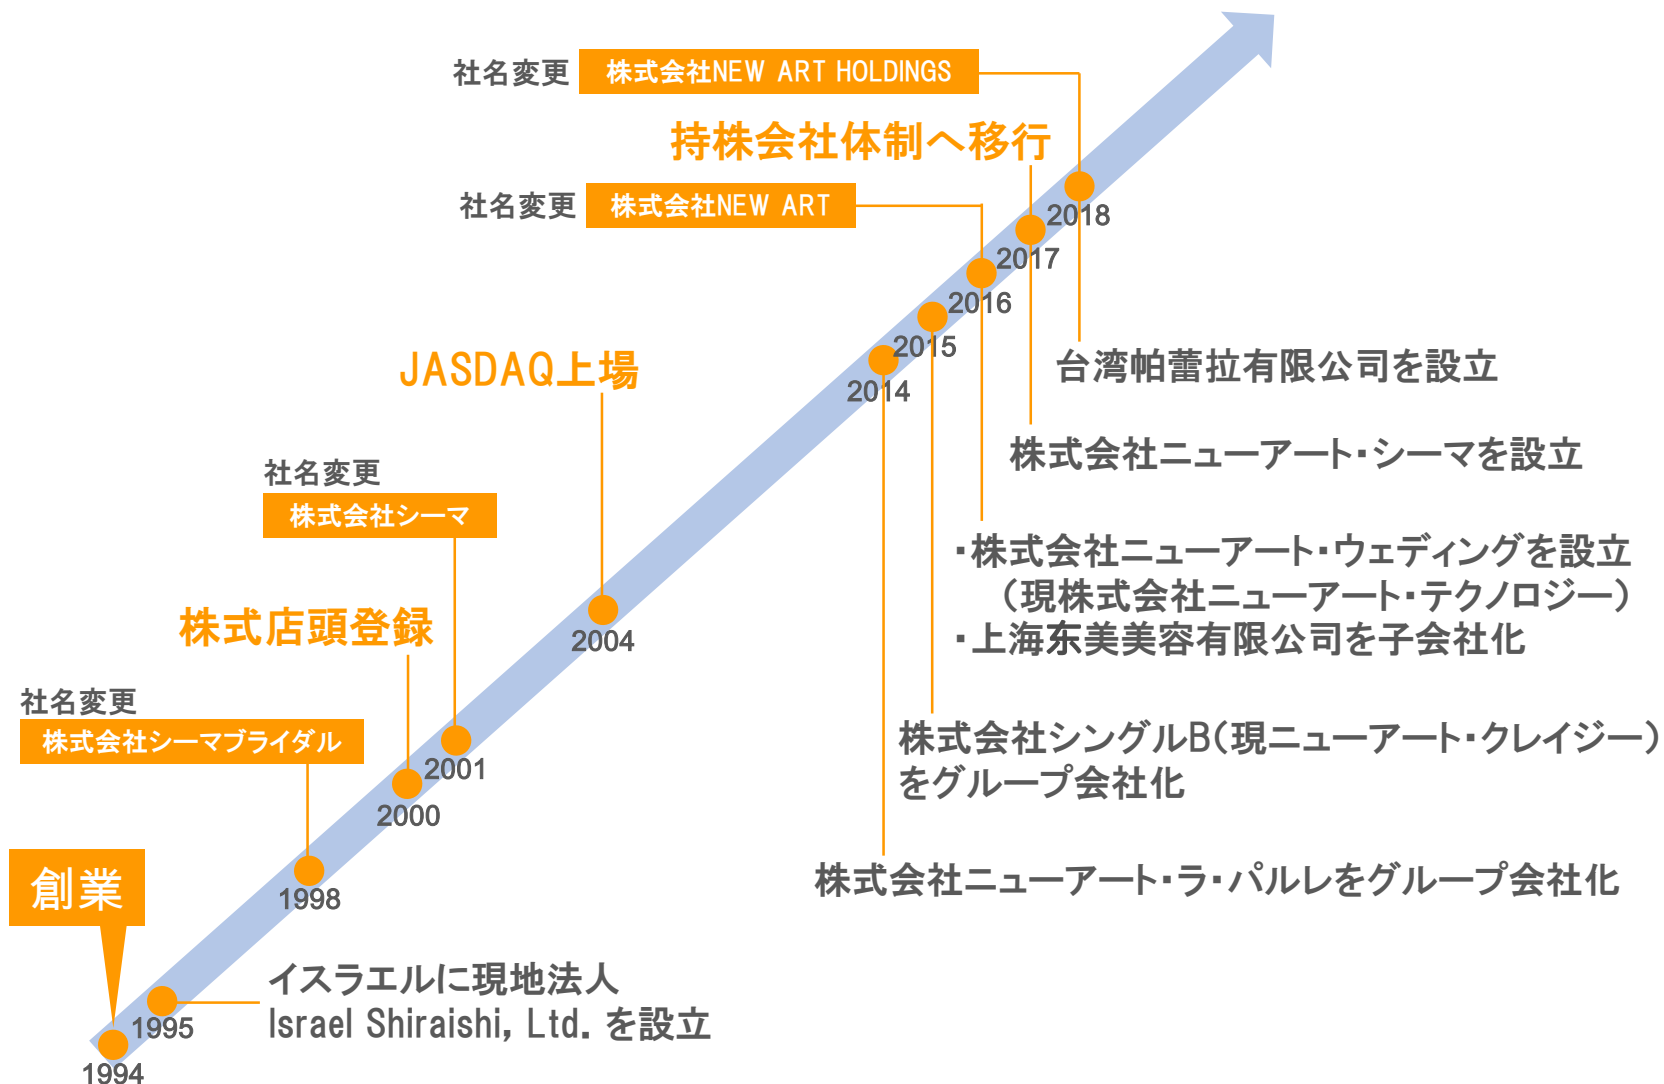 社名変更 株式会社NEW ART HOLDINGS
持株会社体制へ移行
社名変更 株式会社NEW ART
2018
2017
2016
2015
2014
JASDAQ上場
台湾帕蕾拉有限公司を設立
株式会社ニューアート・シーマを設立
社名変更
株式会社シーマ
・株式会社ニューアート・ウェディングを設立
（現株式会社ニューアート・テクノロジー）
・上海东美美容有限公司を子会社化
株式店頭登録
2004
社名変更
株式会社シーマブライダル
2001
2000
株式会社シングルB（現ニューアート・クレイジー）
をグループ会社化
創業
1998
株式会社ニューアート・ラ・パルレをグループ会社化
イスラエルに現地法人
Israel Shiraishi, Ltd. を設立
1995
1994